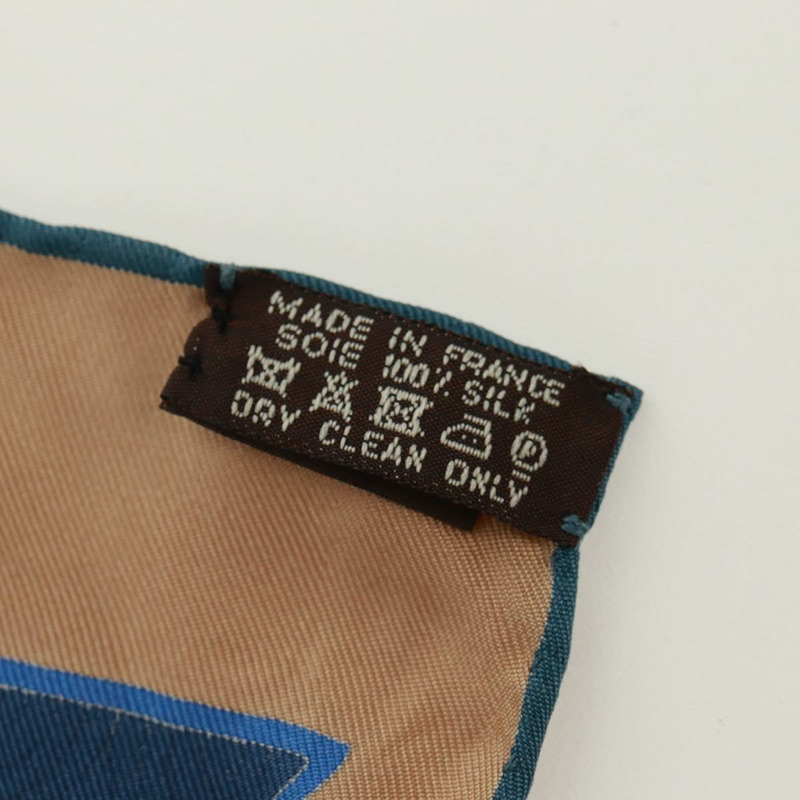 MADE IN FRANCE
SOIE 100% SILK
P
DRY CLEAN ONLY